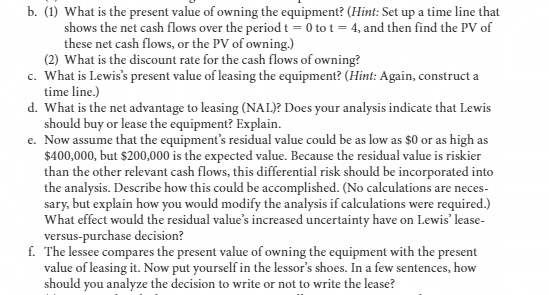 b. (1) What is the present value of owning the equipment? (Hint: Set up a time line that
shows the net cash flows over the period t = 0 to t = 4, and then find the PV of
these net cash flows, or the PV of owning.)
(2) What is the discount rate for the cash flows of owning?
c. What is Lewis's present value of leasing the equipment? (Hint: Again, construct a
time line.)
d. What is the net advantage to leasing (NAL)? Does your analysis indicate that Lewis
should buy or lease the equipment? Explain.
e. Now assume that the equipment's residual value could be as low as $0 or as high as
$400,000, but $200,000 is the expected value. Because the residual value is riskier
than the other relevant cash flows, this differential risk should be incorporated into
the analysis. Describe how this could be accomplished. (No calculations are neces-
sary, but explain how you would modify the analysis if calculations were required.)
What effect would the residual value's increased uncertainty have on Lewis' lease-
versus-purchase decision?
f. The lessee compares the present value of owning the equipment with the present
value of leasing it. Now put yourself in the lessor's shoes. In a few sentences, how
should you analyze the decision to write or not to write the lease?